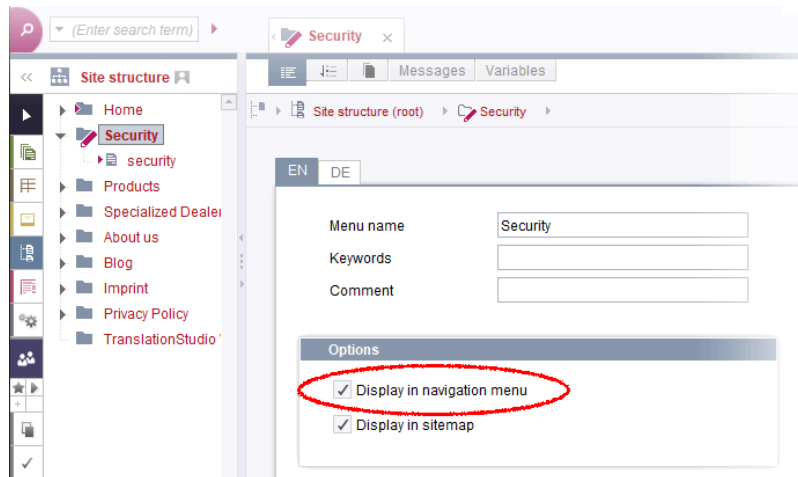 (Enter search term)
Security
Site structure
Messages
Variables
Home
Security
security
Products
Specialized Dealer
About us
Blog
Imprint
Privacy Policy
TranslationStudio
Site structure (root)
Security
EN
DE
Menu name
Security
Keywords
Comment
Options
Display in navigation menu
Display in sitemap